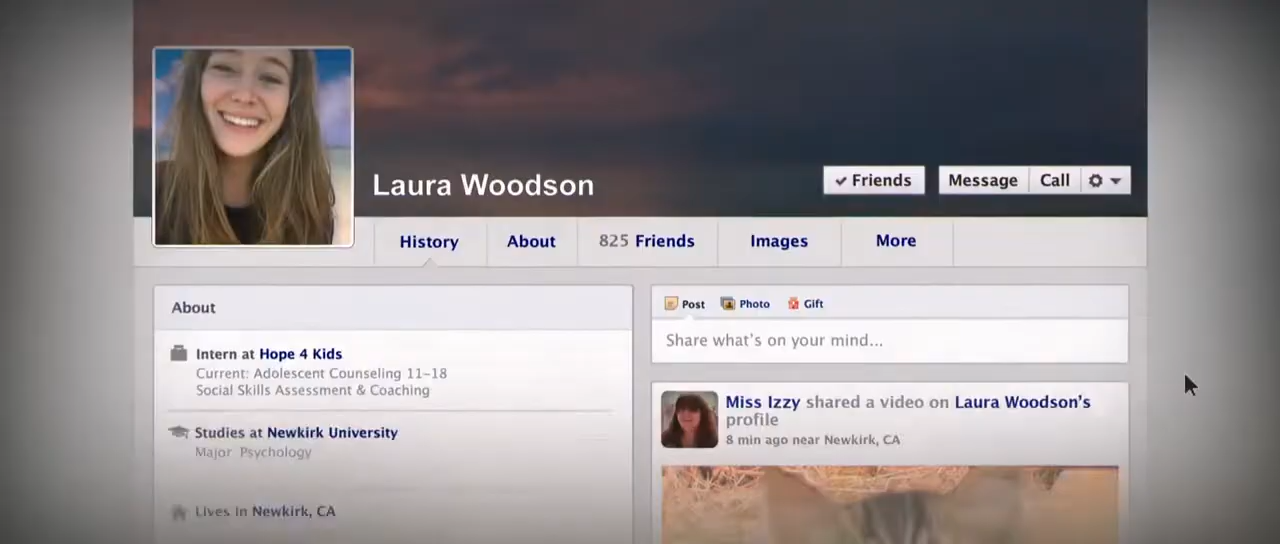 Laura Woodson
Friends
Message
Call
History
About
825 Friends
Images
More
About
Intern at Hope 4 Kids
Current: Adolescent Counseling 11-18
Social Skills Assessment & Coaching
Studies at Newkirk University
Major Psychology
Lives in Newkirk, CA
Post
Photo
Gift
Share what's on your mind...
Miss Izzy shared a video on Laura Woodson's
profile
8 min ago near Newkirk, CA